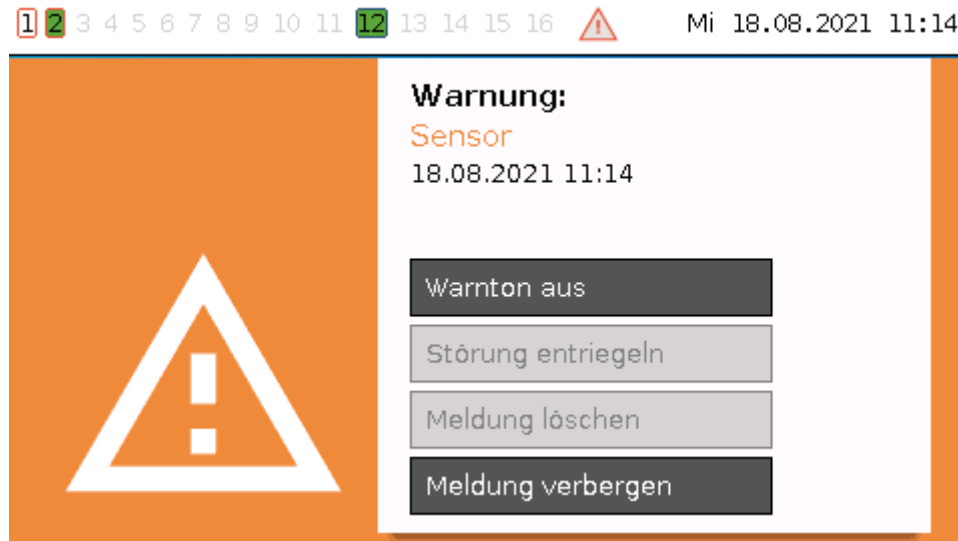 1 2 3 4 5 6 7 8 9 10 11 12 13 14 15 16 Mi 18.08.2021 11:14
Warnung:
Sensor
18.08.2021 11:14
Warnton aus
Störung entriegeln
Meldung löschen
Meldung verbergen